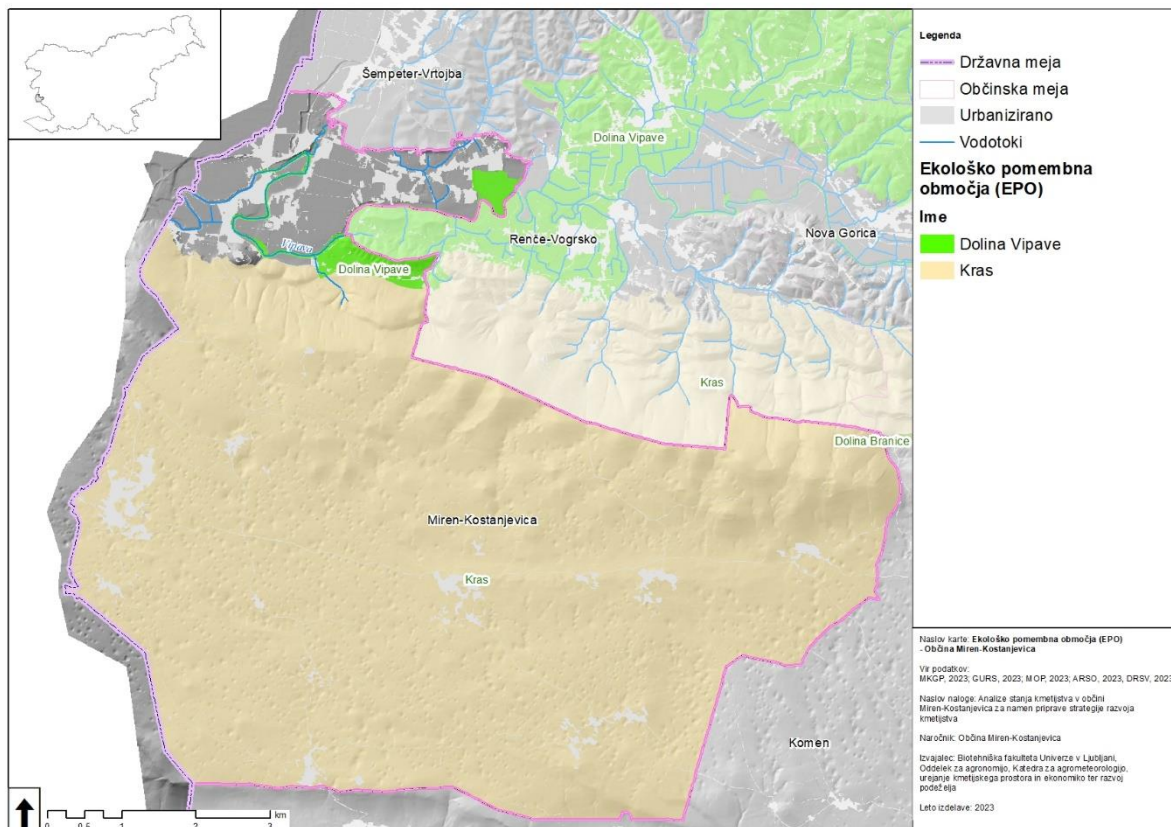 Šempeter-Vrtojba
Dolina Vipave
Renče-Vogrsko
Nova Gorica
Vipava
Dolina Vipave
Kras
Dolina Branice
Miren-Kostanjevica
Kras
Komen
0 0,5 1 2 3 km
Legenda
Državna meja
Občinska meja
Urbanizirano
Vodotoki
Ekološko pomembna
območja (EPO)
Ime
Dolina Vipave
Kras
Naslov karte: Ekološko pomembna območja (EPO)
- Občina Miren-Kostanjevica
Vir podatkov:
MKGP, 2023; GURS, 2023; MOP, 2023; ARSO, 2023, DRSV, 2023
Naslov naloge: Analize stanja kmetijstva v občini
Miren-Kostanjevica za namen priprave strategije razvoja
kmetijstva
Naročnik: Občina Miren-Kostanjevica
Izvajalec: Biotehniška fakulteta Univerze v Ljubljani,
Oddelek za agronomijo, Katedra za agrometeorologijo,
urejanje kmetijskega prostora in ekonomiko ter razvoj
podeželja
Leto izdelave: 2023